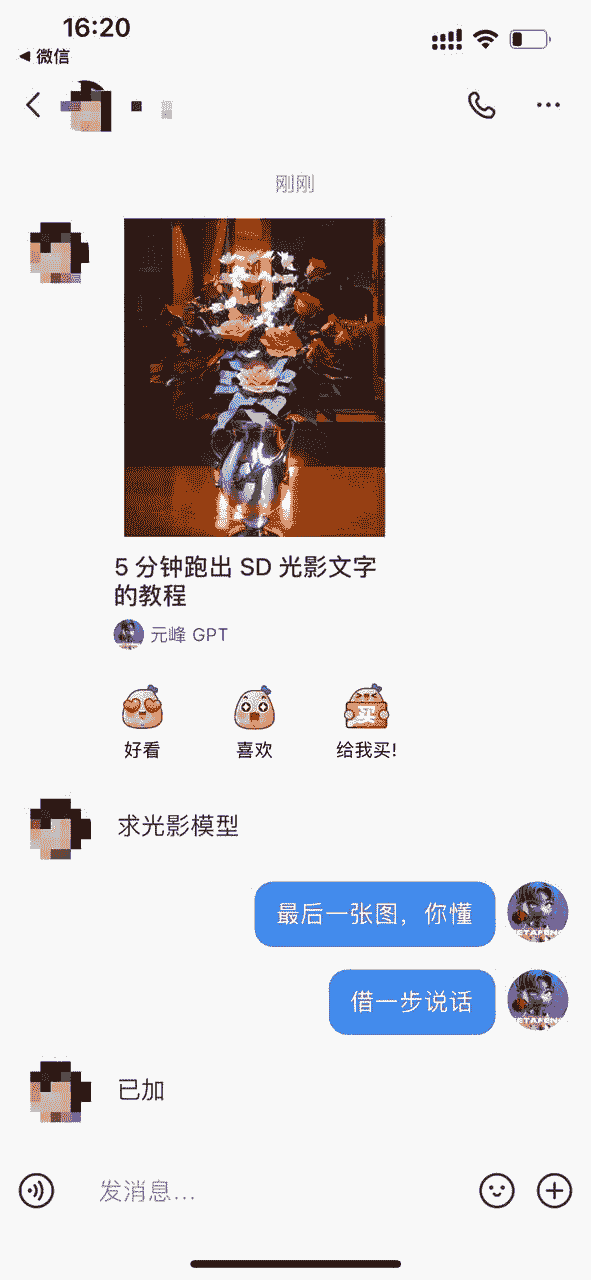 16:20
微信
刚刚
5 分钟跑出 SD 光影文字
的教程
元峰 GPT
买
好看
喜欢
给我买!
求光影模型
最后一张图，你懂
借一步说话
已加
发消息...